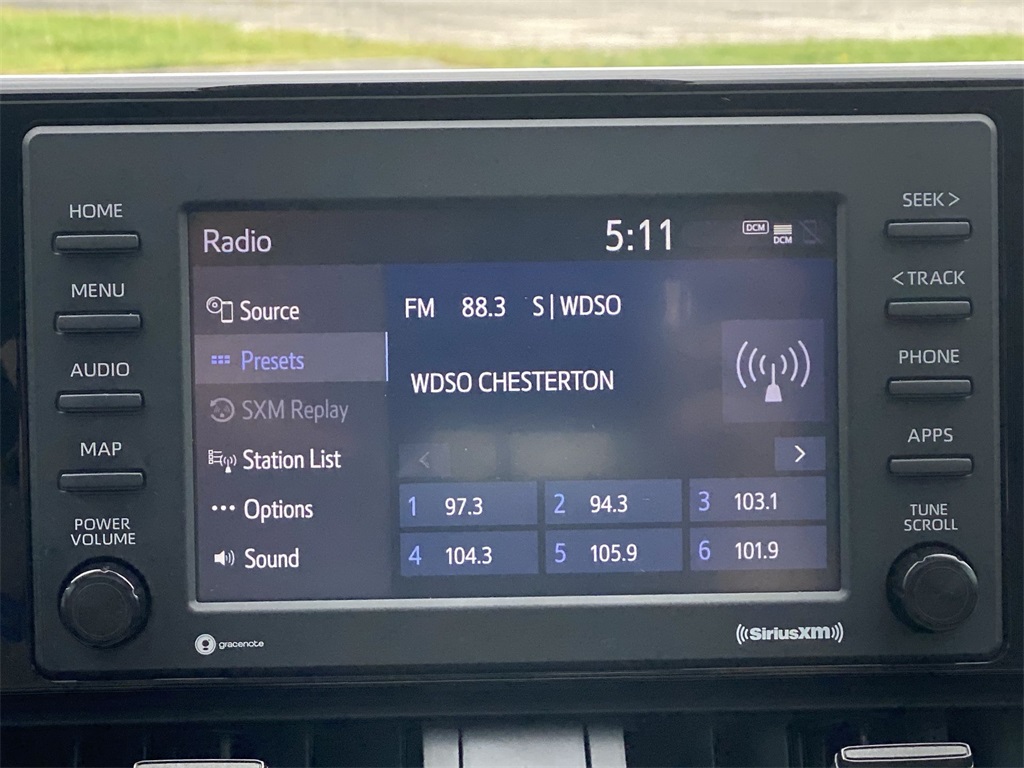 HOME
MENU
AUDIO
MAP
POWER
VOLUME
Radio
5:11
DCM
DCM
Source
Presets
SXM Replay
Station List
Options
Sound
FM 88.3 S|WDSO
WDSO CHESTERTON
< >
1 97.3 2 94.3 3 103.1
4 104.3 5 105.9 6 101.9
gracenote
((SiriusXM))
SEEK >
< TRACK
PHONE
APPS
TUNE
SCROLL